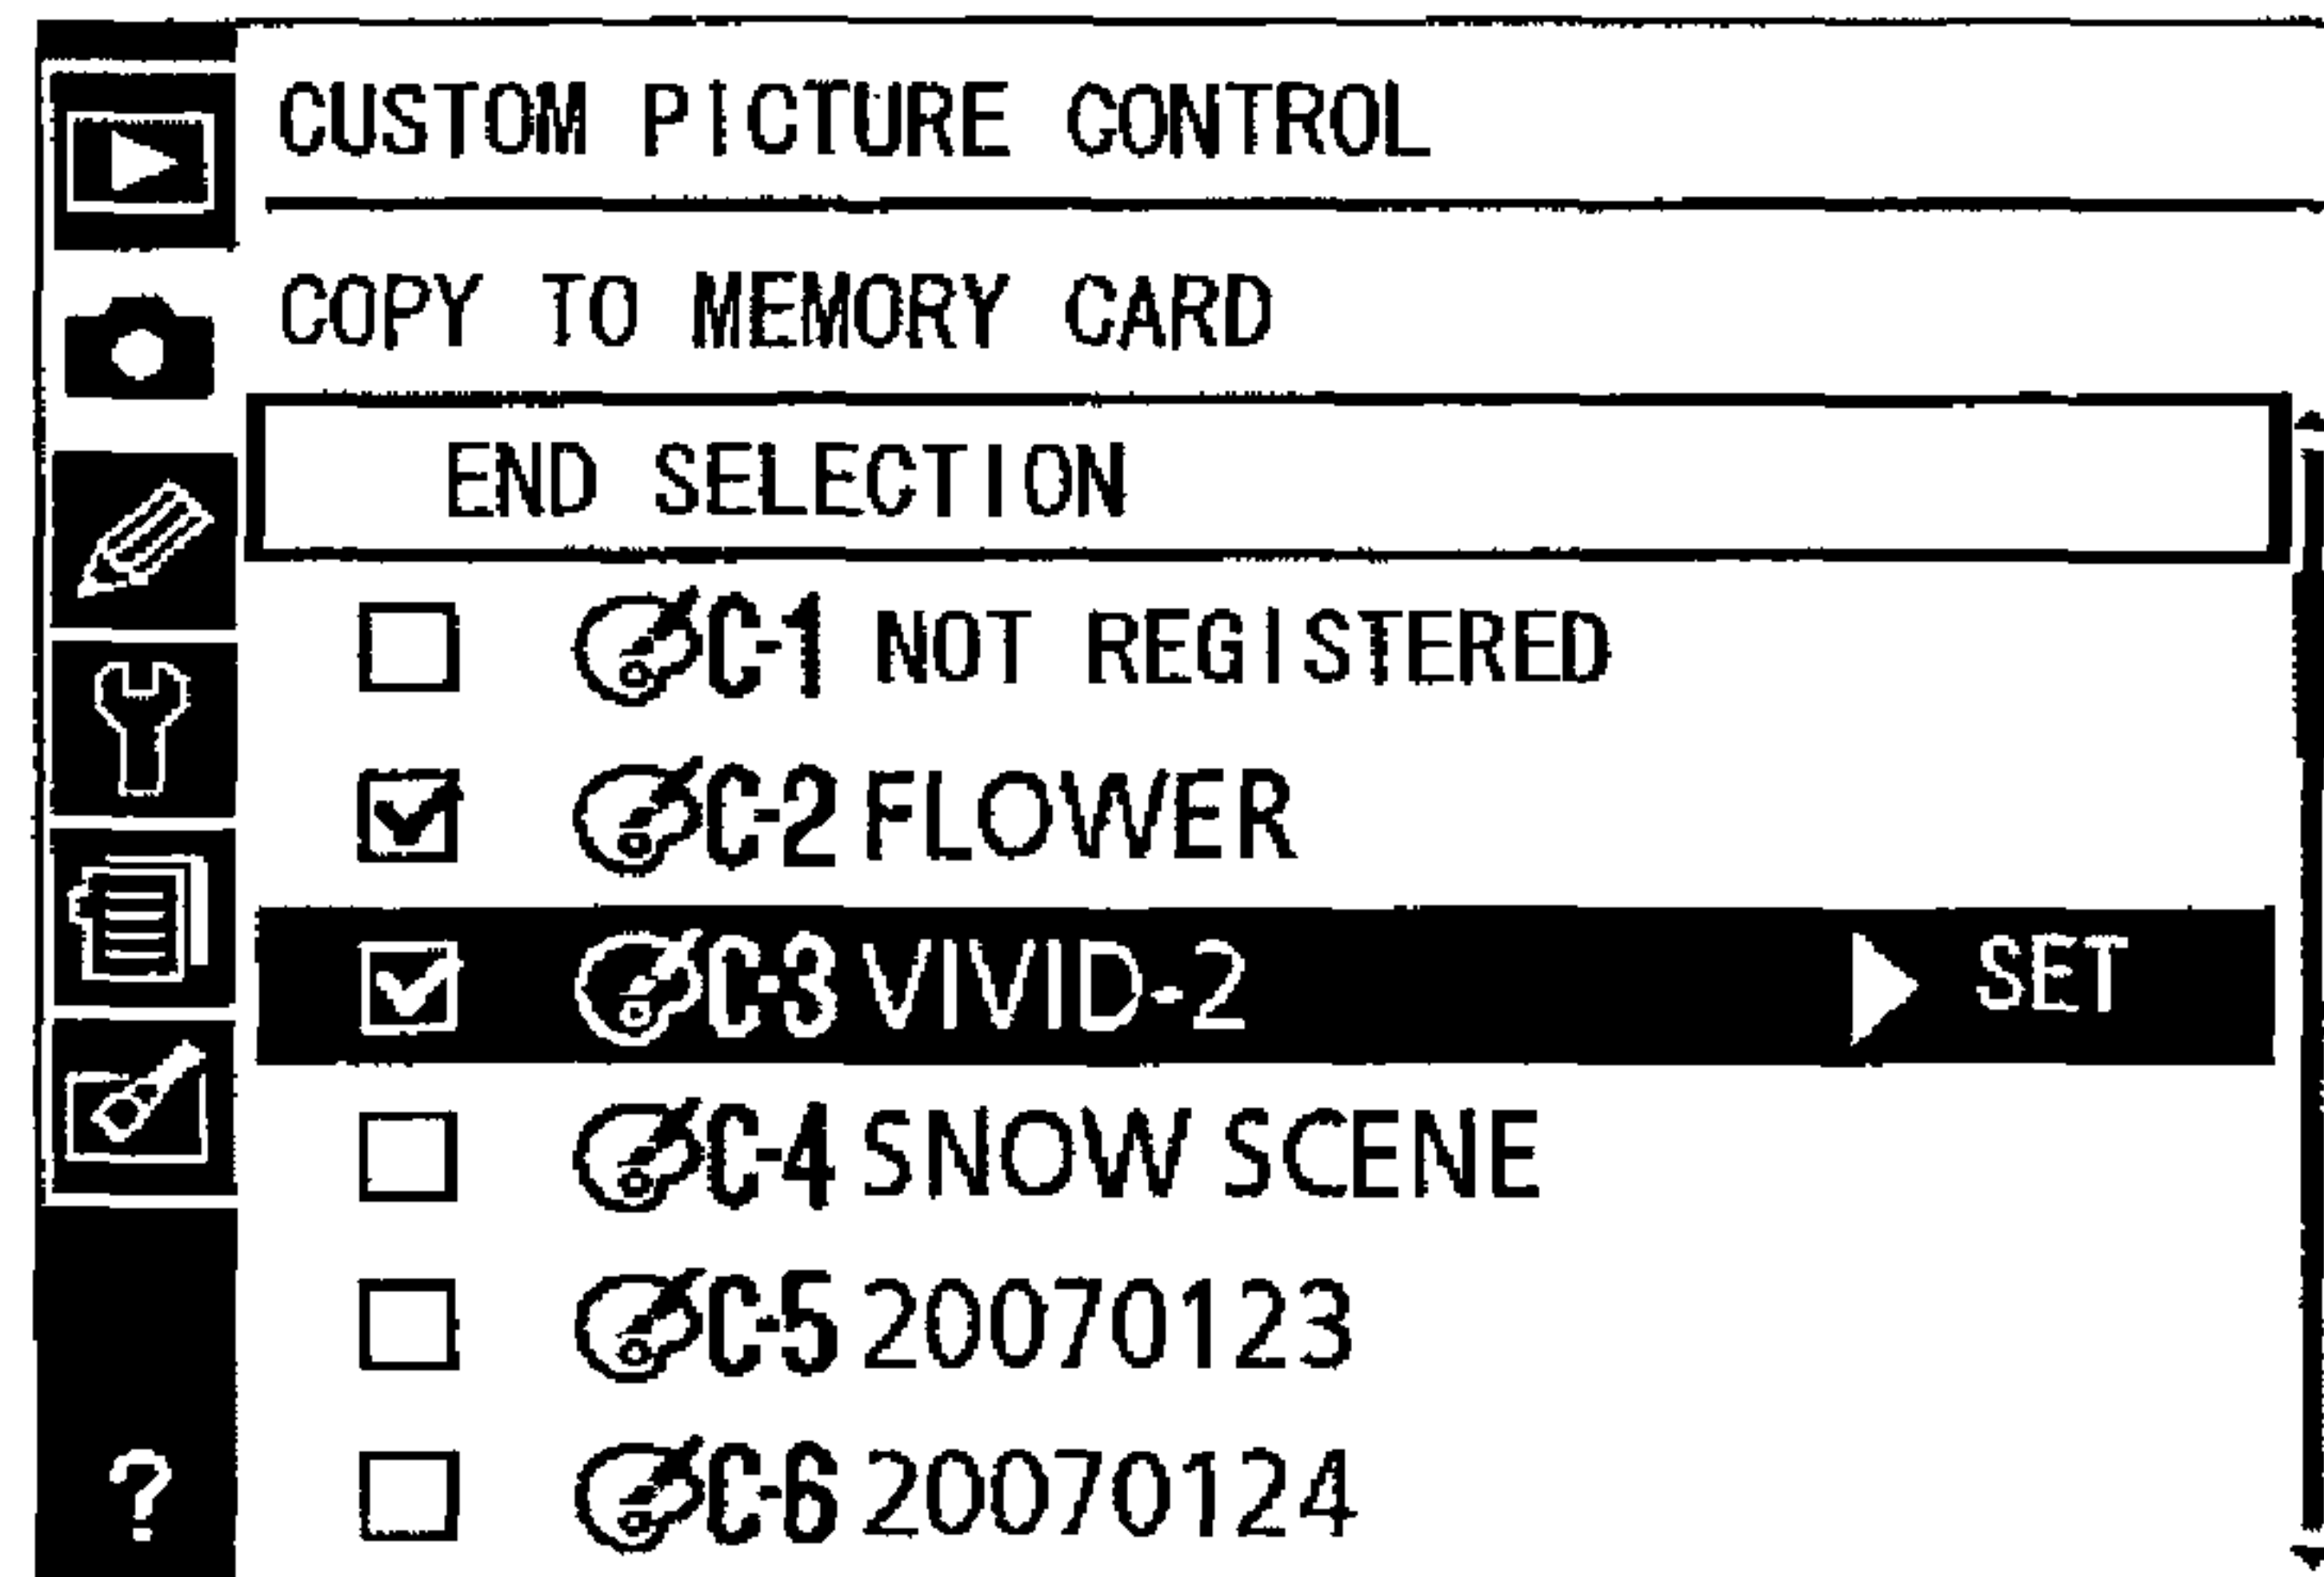 CUSTOM PICTURE CONTROL
COPY TO MEMORY CARD
END SELECTION
C-1 NOT REGISTERED
C-2 FLOWER
C-3 VIVID-2 SET
C-4 SNOW SCENE
C-5 20070123
C-6 20070124
?